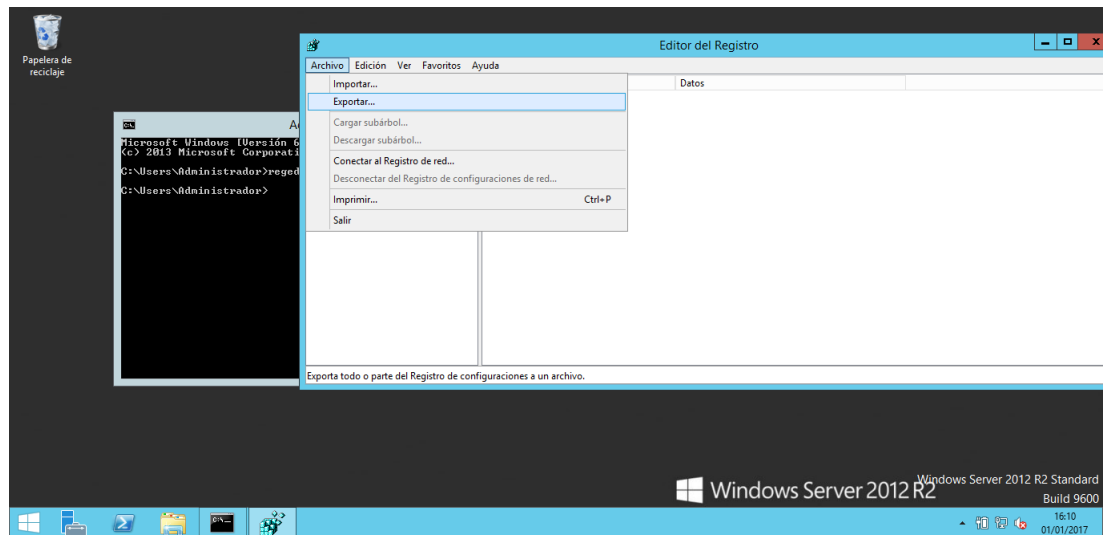 Papelera de
reciclaje
Editor del Registro
Archivo Edición Ver Favoritos Ayuda
Importar...
Exportar...
Cargar subárbol...
Descargar subárbol...
Conectar al Registro de red...
Desconectar del Registro de configuraciones de red...
Imprimir... Ctrl+P
Salir
Datos
Exporta todo o parte del Registro de configuraciones a un archivo.
Microsoft Windows [Versión 6
(c) 2013 Microsoft Corporati
C:\Users\Administrador>reged
C:\Users\Administrador>
Windows Server 2012 R2
Windows Server 2012 R2 Standard
Build 9600
16:10
01/01/2017